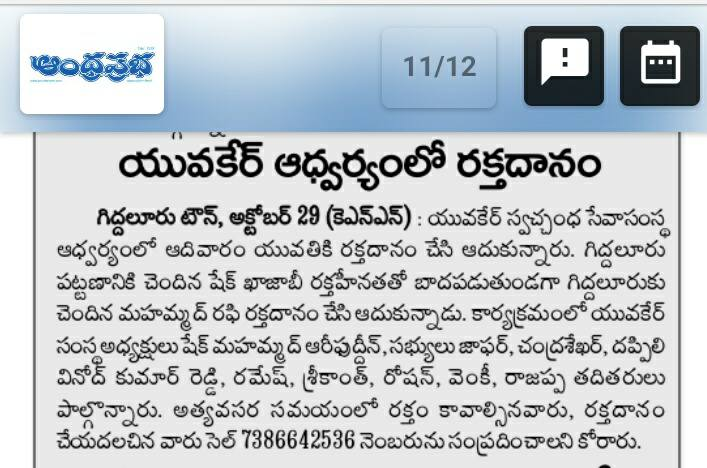 ఆంధ్రప్రభ
11/12
యువకేర్ ఆధ్వర్యంలో రక్తదానం
గిద్దలూరు టౌన్, అక్టోబర్ 29 (కెఎన్ఎన్) : యువకేర్ స్వచ్ఛంధ సేవాసంస్థ
ఆధ్వర్యంలో ఆదివారం యువతికి రక్తదానం చేసి ఆదుకున్నారు. గిద్దలూరు
పట్టణానికి చెందిన షేక్ ఖాజాబీ రక్తహీనతతో బాదపడుతుండగా గిద్దలూరుకు
చెందిన మహమ్మద్ రఫి రక్తదానం చేసి ఆదుకున్నాడు. కార్యక్రమంలో యువకేర్
సంస్థ అధ్యక్షులు షేక్ మహమ్మద్ ఆరీఫుద్దీన్, సభ్యులు జాఫర్, చంద్రశేఖర్, దప్పిలి
వినోద్ కుమార్ రెడ్డి, రమేష్, శ్రీకాంత్, రోషన్, వెంకీ, రాజప్ప తదితరులు
పాల్గొన్నారు. అత్యవసర సమయంలో రక్తం కావాల్సినవారు, రక్తదానం
చేయదలచిన వారు సెల్ 7386642536 నెంబరును సంప్రదించాలని కోరారు.